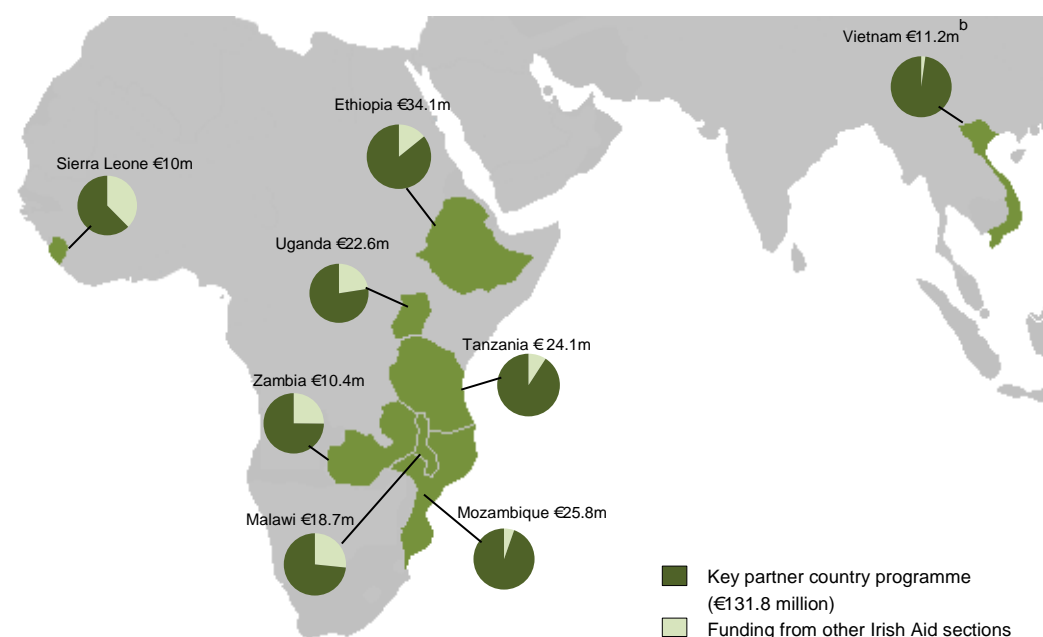 Vietnam €11.2m b
Ethiopia €34.1m
Sierra Leone €10m
Uganda €22.6m
Tanzania € 24.1m
Zambia €10.4m
Malawi €18.7m
Mozambique €25.8m
Key partner country programme
(€131.8 million)
Funding from other Irish Aid sections